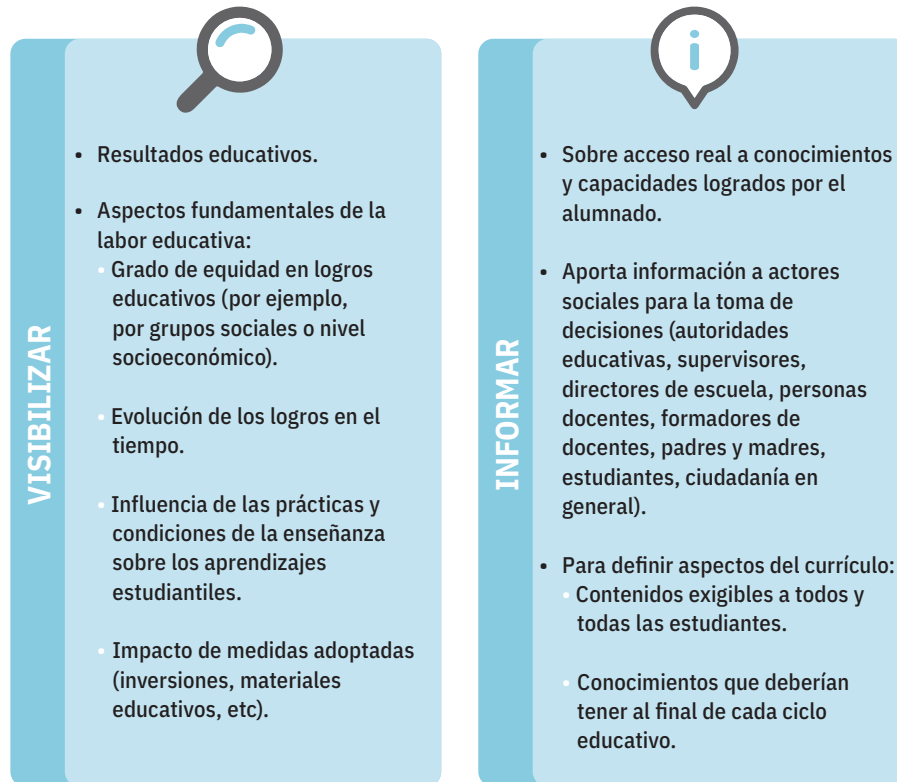 VISIBILIZAR
• Resultados educativos.
• Aspectos fundamentales de la
labor educativa:
• Grado de equidad en logros
educativos (por ejemplo,
por grupos sociales o nivel
socioeconómico).
• Evolución de los logros en el
tiempo.
• Influencia de las prácticas y
condiciones de la enseñanza
sobre los aprendizajes
estudiantiles.
• Impacto de medidas adoptadas
(inversiones, materiales
educativos, etc).
i
INFORMAR
• Sobre acceso real a conocimientos
y capacidades logrados por el
alumnado.
• Aporta información a actores
sociales para la toma de
decisiones (autoridades
educativas, supervisores,
directores de escuela, personas
docentes, formadores de
docentes, padres y madres,
estudiantes, ciudadanía en
general).
• Para definir aspectos del currículo:
• Contenidos exigibles a todos y
todas las estudiantes.
• Conocimientos que deberían
tener al final de cada ciclo
educativo.